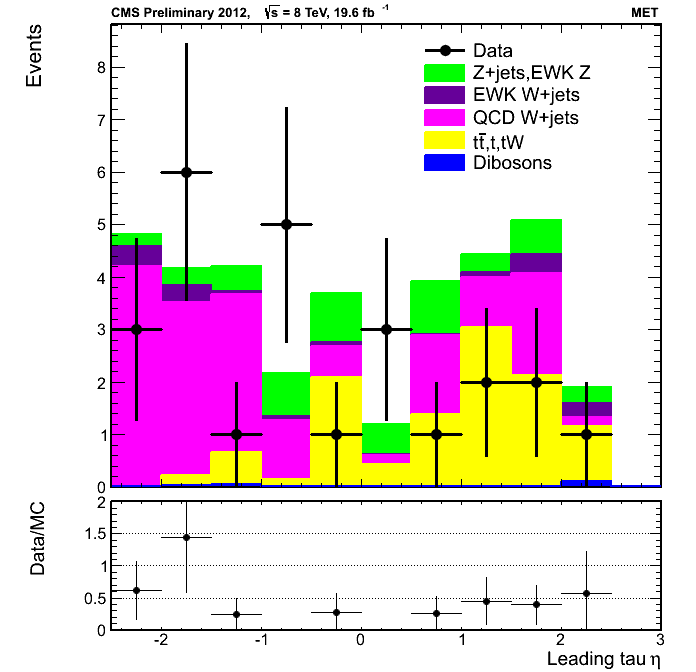 CMS Preliminary 2012, √s = 8 TeV, 19.6 fb⁻¹ MET
Events
8
7
6
5
4
3
2
1
0
Data
Z+jets,EWK Z
EWK W+jets
QCD W+jets
tt̄,t,tW
Dibosons
Data/MC
2
1.5
1
0.5
0
-2 -1 0 1 2 3
Leading tau η